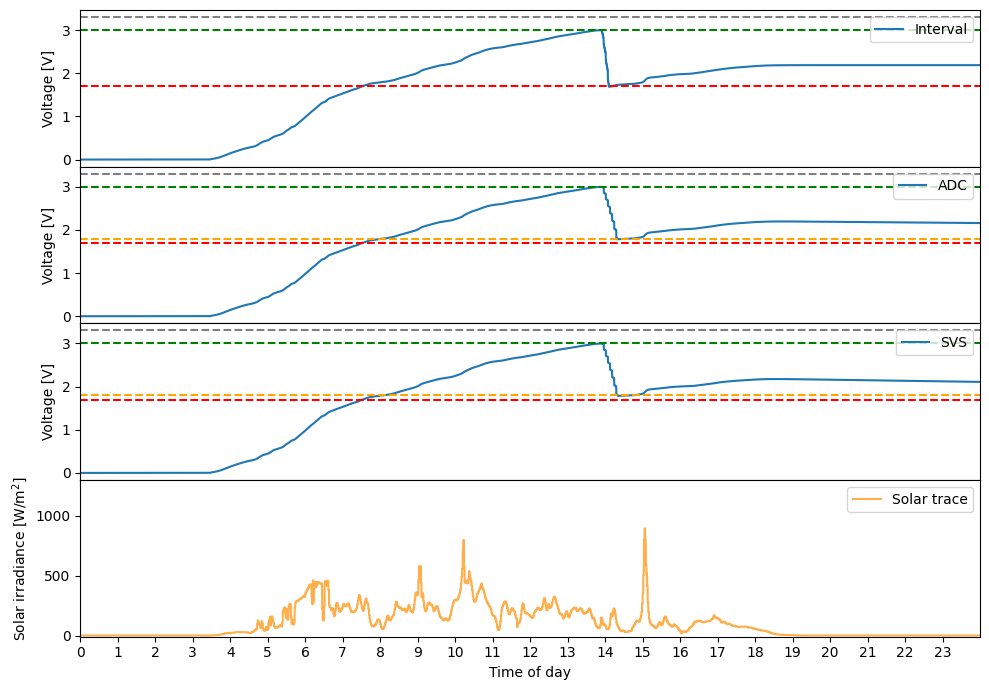 Voltage [V]
3
2
1
0
Interval
Voltage [V]
3
2
1
0
ADC
Voltage [V]
3
2
1
0
SVS
Solar irradiance [W/m²]
1000
500
0
Solar trace
0 1 2 3 4 5 6 7 8 9 10 11 12 13 14 15 16 17 18 19 20 21 22 23
Time of day